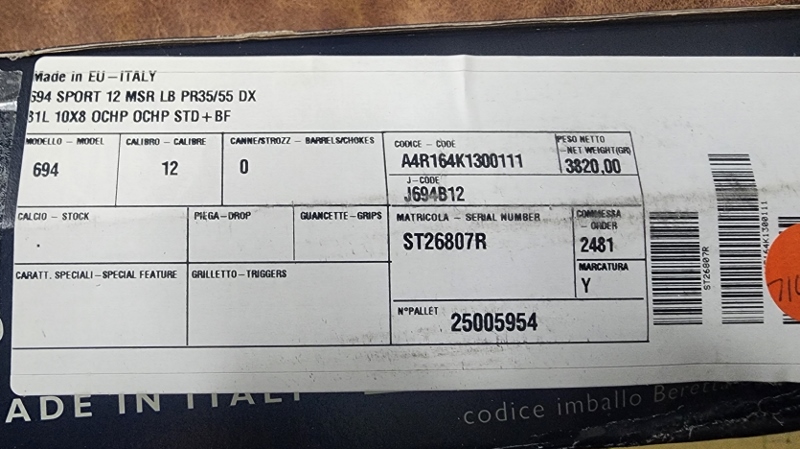 Made in EU-ITALY
694 SPORT 12 MSR LB PR35/55 DX
81L 10X8 OCHP OCHP STD+BF
MODELLO - MODEL
694
CALIBRO - CALIBRE
12
CANNE/STROZZ - BARRELS/CHOKES
0
CODICE - CODE
A4R164K1300111
PESO NETTO
-NET WEIGHT(GR)
3820,00
J-CODE
J694B12
CALCIO - STOCK
.
PIEGA-DROP
GUANCETTE-GRIPS
MATRICOLA - SERIAL NUMBER
ST26807R
COMMESSA
- ORDER
2481
MARCATURA
Y
CARATT. SPECIALI-SPECIAL FEATURE
GRILLETTO-TRIGGERS
N°PALLET
25005954
ST26807R
64K1300111
710
ADE IN ITALY
codice imballo Beretta